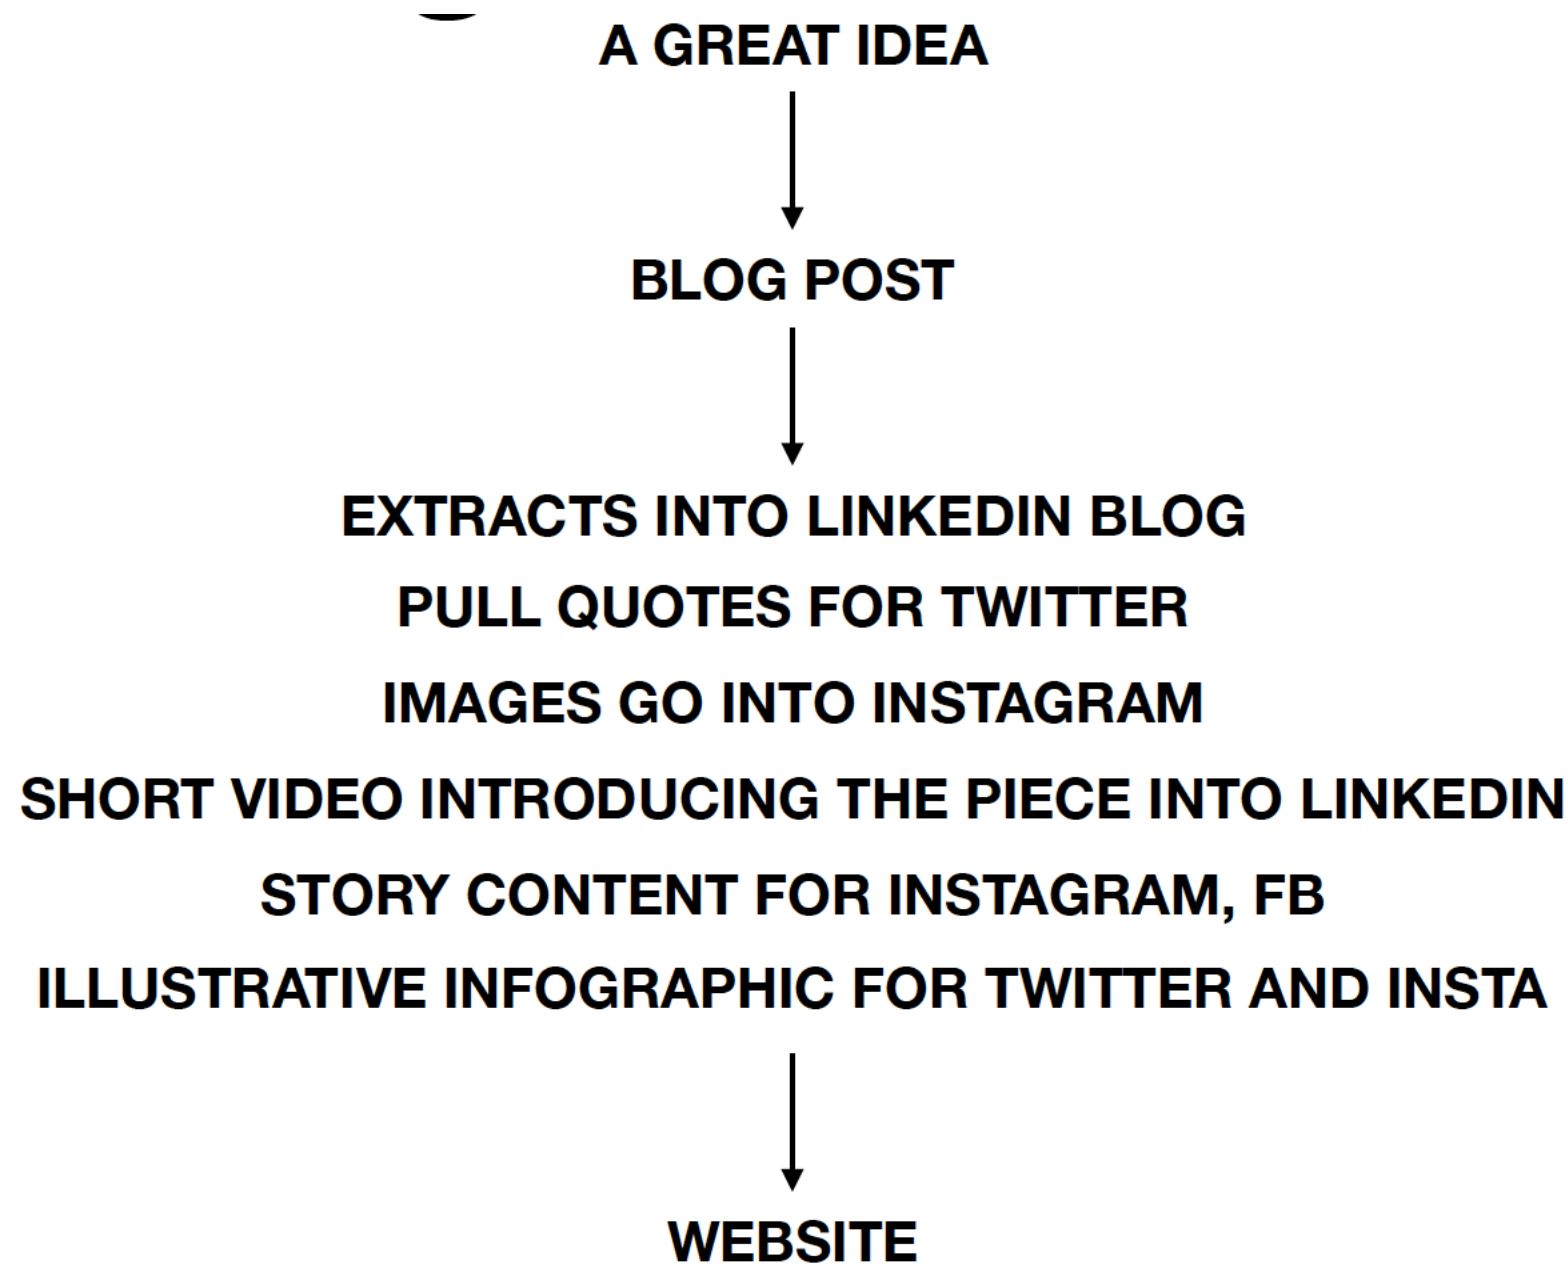 A GREAT IDEA
BLOG POST
EXTRACTS INTO LINKEDIN BLOG
PULL QUOTES FOR TWITTER
IMAGES GO INTO INSTAGRAM
SHORT VIDEO INTRODUCING THE PIECE INTO LINKEDIN
STORY CONTENT FOR INSTAGRAM, FB
ILLUSTRATIVE INFOGRAPHIC FOR TWITTER AND INSTA
WEBSITE